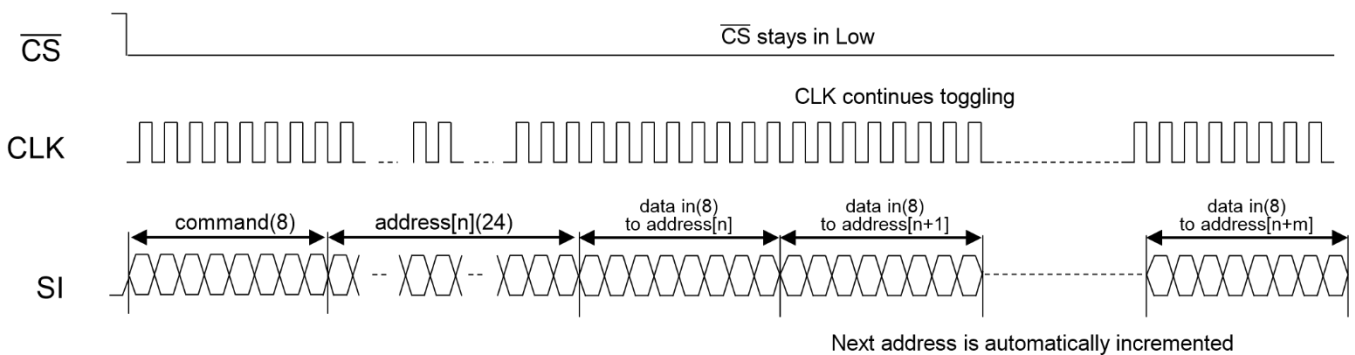 CS
CS stays in Low
CLK continues toggling
CLK
command(8)
address[n](24)
data in(8)
to address[n]
data in(8)
to address[n+1]
data in(8)
to address[n+m]
SI
Next address is automatically incremented